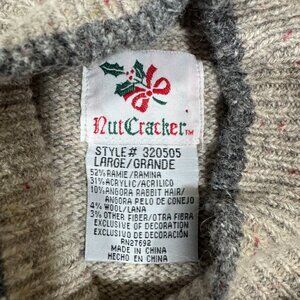 NutCracker™
STYLE# 320505
LARGE/GRANDE
52% RAMIE/RAMINA
31% ACRYLIC/ACRILICO
10% ANGORA RABBIT HAIR/
ANGORA PELO DE CONEJO
4% WOOL/LANA
3% OTHER FIBER/OTRA FIBRA
EXCLUSIVE OF DECORATION
EXCLUSIVO DE DECORACIÓN
RN27692
MADE IN CHINA
HECHO EN CHINA